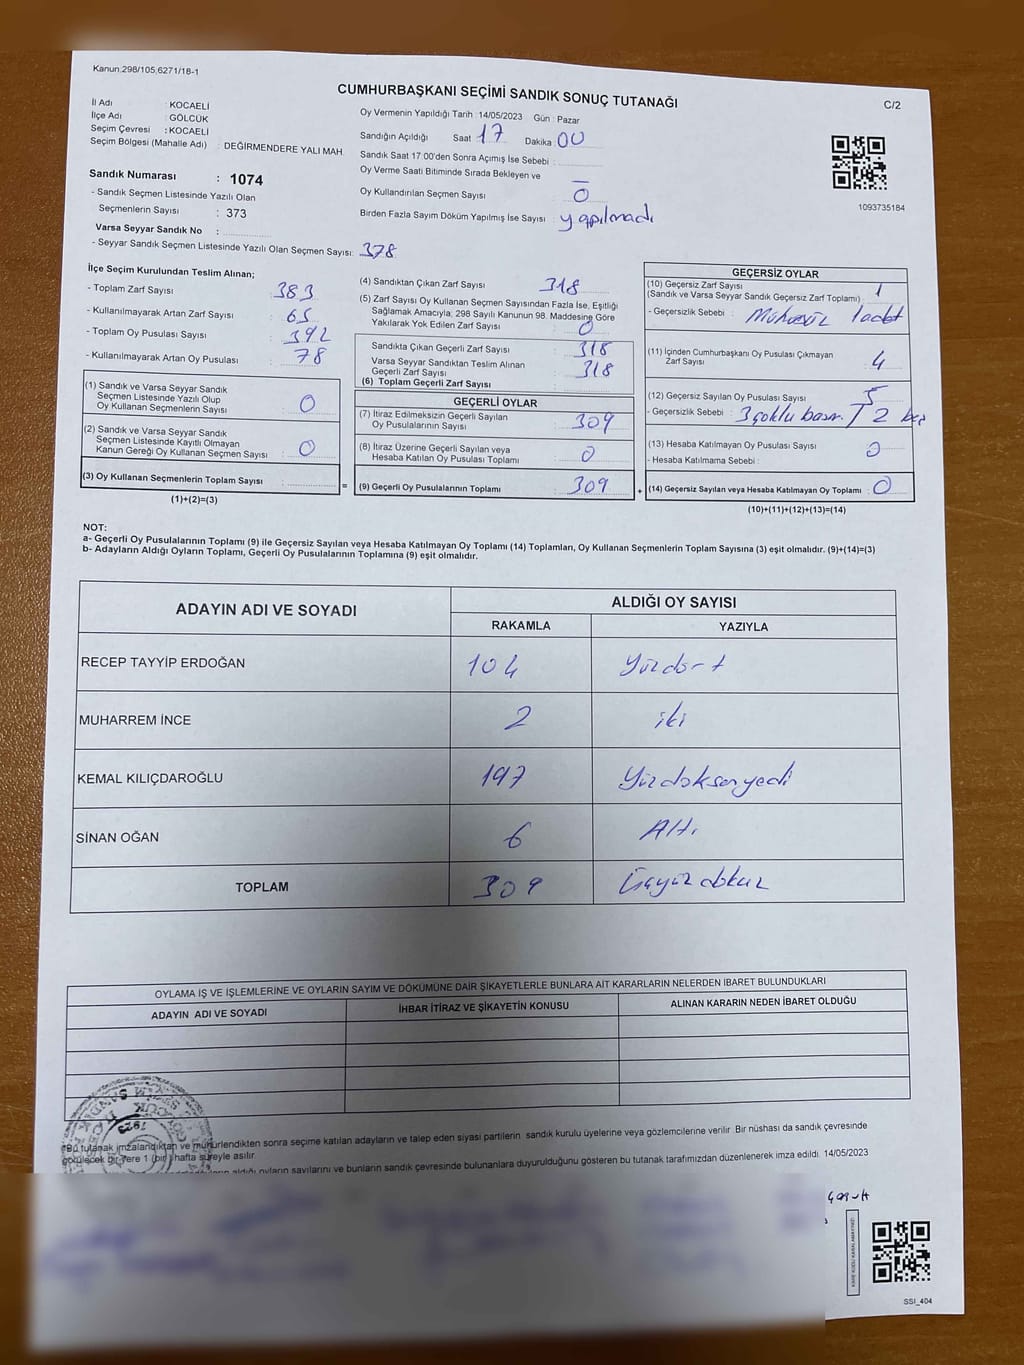 Kanun:298/105,6271/18-1
CUMHURBAŞKANI SEÇİMİ SANDIK SONUÇ TUTANAĞI
C/2
İl Adı : KOCAELİ
İlçe Adı : GÖLCÜK
Seçim Çevresi : KOCAELİ
Seçim Bölgesi (Mahalle Adı) : DEĞİRMENDERE YALI MAH.
Sandık Numarası : 1074
- Sandık Seçmen Listesinde Yazılı Olan
Seçmenlerin Sayısı : 373
Varsa Seyyar Sandık No :
- Seyyar Sandık Seçmen Listesinde Yazılı Olan Seçmen Sayısı: 378
Oy Vermenin Yapıldığı Tarih :14/05/2023 Gün : Pazar
Sandığın Açıldığı Saat 17 Dakika 00
Sandık Saat 17:00'den Sonra Açımış İse Sebebi :
Oy Verme Saati Bitiminde Sırada Bekleyen ve
Oy Kullandırılan Seçmen Sayısı : 0
Birden Fazla Sayım Döküm Yapılmış İse Sayısı : yapılmadı
1093735184
İlçe Seçim Kurulundan Teslim Alınan;
- Toplam Zarf Sayısı : 383
- Kullanılmayarak Artan Zarf Sayısı : 65
- Toplam Oy Pusulası Sayısı : 392
- Kullanılmayarak Artan Oy Pusulası : 78
(1) Sandık ve Varsa Seyyar Sandık
Seçmen Listesinde Yazılı Olup
Oy Kullanan Seçmenlerin Sayısı : 0
(2) Sandık ve Varsa Seyyar Sandık
Seçmen Listesinde Kayıtlı Olmayan
Kanun Gereği Oy Kullanan Seçmen Sayısı : 0
(3) Oy Kullanan Seçmenlerin Toplam Sayısı : =
(1)+(2)=(3)
(4) Sandıktan Çıkan Zarf Sayısı : 318
(5) Zarf Sayısı Oy Kullanan Seçmen Sayısından Fazla İse, Eşitliği
Sağlamak Amacıyla; 298 Sayılı Kanunun 98. Maddesine Göre
Yakılarak Yok Edilen Zarf Sayısı : 0
Sandıkta Çıkan Geçerli Zarf Sayısı : 318
Varsa Seyyar Sandıktan Teslim Alınan
Geçerli Zarf Sayısı : 318
(6) Toplam Geçerli Zarf Sayısı :
GEÇERLİ OYLAR
(7) İtiraz Edilmeksizin Geçerli Sayılan
Oy Pusulalarının Sayısı : 309
(8) İtiraz Üzerine Geçerli Sayılan veya
Hesaba Katılan Oy Pusulası Toplamı : 0
(9) Geçerli Oy Pusulalarının Toplamı : 309 +
GEÇERSİZ OYLAR
(10) Geçersiz Zarf Sayısı
(Sandık ve Varsa Seyyar Sandık Geçersiz Zarf Toplamı) : 1
- Geçersizlik Sebebi : Mühürsüz 1 adet
(11) İçinden Cumhurbaşkanı Oy Pusulası Çıkmayan
Zarf Sayısı : 4
(12) Geçersiz Sayılan Oy Pusulası Sayısı : 5
- Geçersizlik Sebebi : 3 çoklu basım / 2 boş
(13) Hesaba Katılmayan Oy Pusulası Sayısı : 0
- Hesaba Katılmama Sebebi :
(14) Geçersiz Sayılan veya Hesaba Katılmayan Oy Toplamı : 0
(10)+(11)+(12)+(13)=(14)
NOT:
a- Geçerli Oy Pusulalarının Toplamı (9) ile Geçersiz Sayılan veya Hesaba Katılmayan Oy Toplamı (14) Toplamları, Oy Kullanan Seçmenlerin Toplam Sayısına (3) eşit olmalıdır. (9)+(14)=(3)
b- Adayların Aldığı Oyların Toplamı, Geçerli Oy Pusulalarının Toplamına (9) eşit olmalıdır.
ADAYIN ADI VE SOYADI
ALDIĞI OY SAYISI
RAKAMLA YAZIYLA
RECEP TAYYİP ERDOĞAN 104 Yüzdört
MUHARREM İNCE 2 iki
KEMAL KILIÇDAROĞLU 197 Yüzdoksanyedi
SİNAN OĞAN 6 Altı
TOPLAM 309 Üçyüzdokuz
OYLAMA İŞ VE İŞLEMLERİNE VE OYLARIN SAYIM VE DÖKÜMÜNE DAİR ŞİKAYETLERLE BUNLARA AİT KARARLARIN NELERDEN İBARET BULUNDUKLARI
ADAYIN ADI VE SOYADI İHBAR İTİRAZ VE ŞİKAYETİN KONUSU ALINAN KARARIN NEDEN İBARET OLDUĞU
Bu tutanak imzalandıktan ve mühürlendikten sonra seçime katılan adayların ve talep eden siyasi partilerin sandık kurulu üyelerine veya gözlemcilerine verilir. Bir nüshası da sandık çevresinde
görülecek bir yere 1 (bir) hafta süreyle asılır.
aldığı oyların sayılarını ve bunların sandık çevresinde bulunanlara duyurulduğunu gösteren bu tutanak tarafımızdan düzenlenerek imza edildi. 14/05/2023
SSI_404